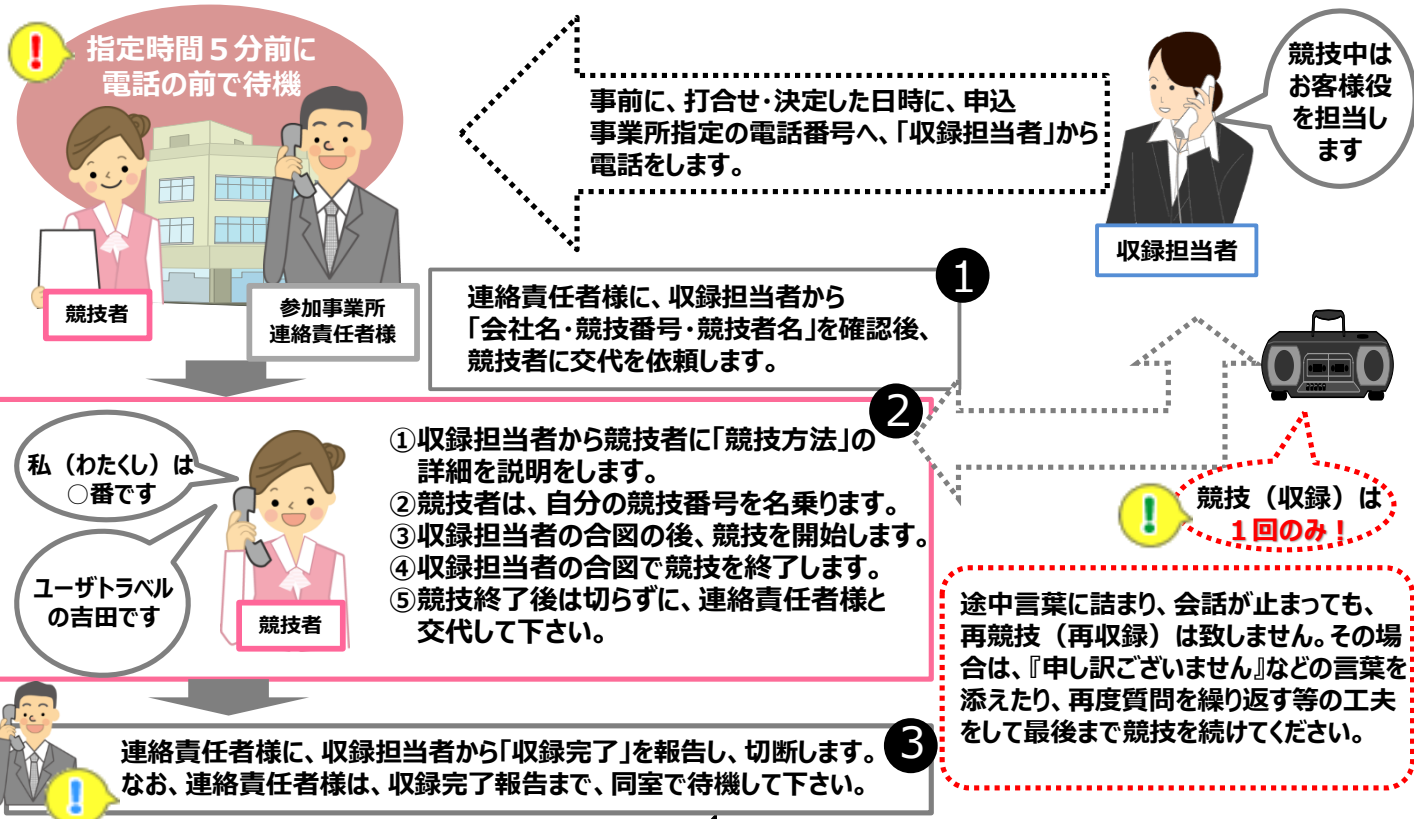 指定時間5分前に
電話の前で待機
競技者
参加事業所
連絡責任者様
事前に、打合せ・決定した日時に、申込
事業所指定の電話番号へ、「収録担当者」から
電話をします。
競技中は
お客様役
を担当し
ます
収録担当者
❶
連絡責任者様に、収録担当者から
「会社名・競技番号・競技者名」を確認後、
競技者に交代を依頼します。
❷
私（わたくし）は
○番です
ユーザトラベル
の吉田です
競技者
①収録担当者から競技者に「競技方法」の
詳細を説明をします。
②競技者は、自分の競技番号を名乗ります。
③収録担当者の合図の後、競技を開始します。
④収録担当者の合図で競技を終了します。
⑤競技終了後は切らずに、連絡責任者様と
交代して下さい。
競技（収録）は
１回のみ！
途中言葉に詰まり、会話が止まっても、
再競技（再収録）は致しません。その場
合は、『申し訳ございません』などの言葉を
添えたり、再度質問を繰り返す等の工夫
をして最後まで競技を続けてください。
❸
連絡責任者様に、収録担当者から「収録完了」を報告し、切断します。
なお、連絡責任者様は、収録完了報告まで、同室で待機して下さい。